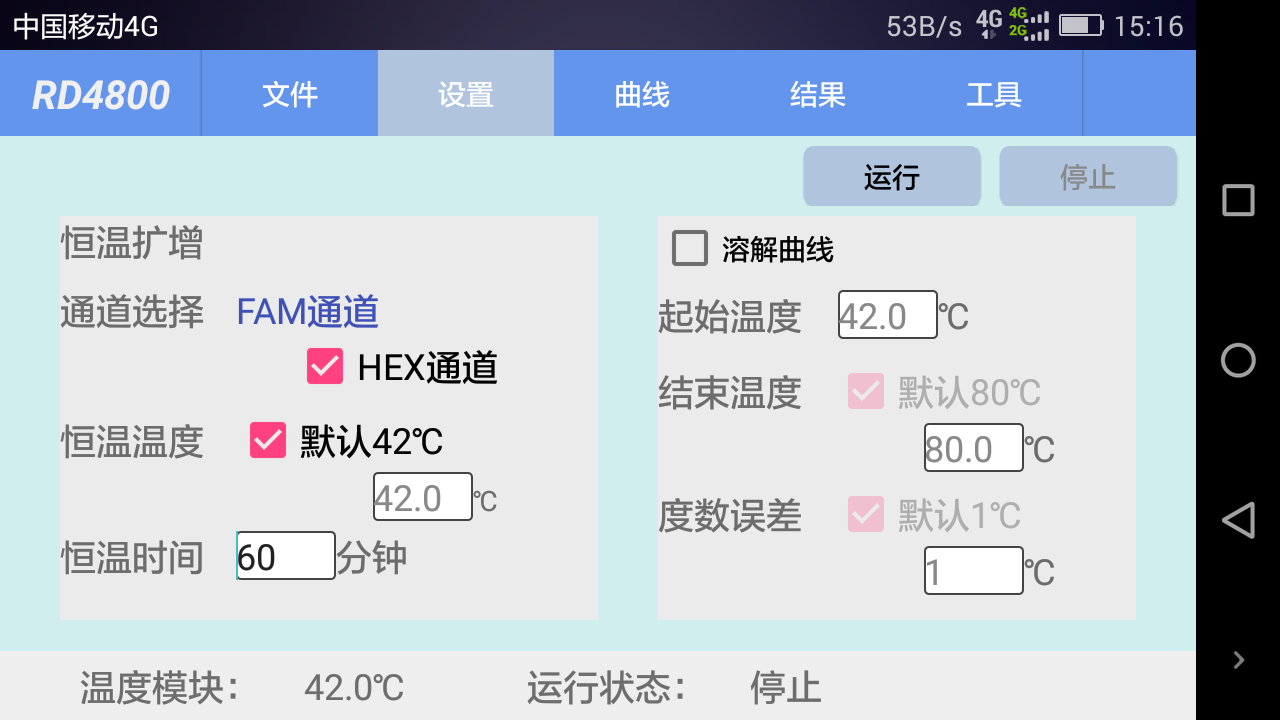 中国移动4G 53B/s 4G 4G 2G 15:16
RD4800 文件 设置 曲线 结果 工具
运行 停止
恒温扩增
通道选择 FAM通道
HEX通道
恒温温度 默认42℃
42.0 ℃
恒温时间 60 分钟
溶解曲线
起始温度 42.0 ℃
结束温度 默认80℃
80.0 ℃
度数误差 默认1℃
1 ℃
温度模块: 42.0℃ 运行状态: 停止